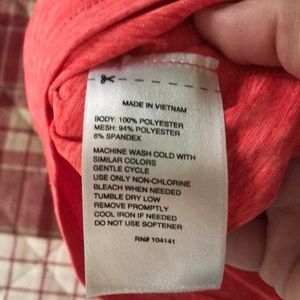 MADE IN VIETNAM
BODY: 100% POLYESTER
MESH: 94% POLYESTER
6% SPANDEX
MACHINE WASH COLD WITH
SIMILAR COLORS
GENTLE CYCLE
USE ONLY NON-CHLORINE
BLEACH WHEN NEEDED
TUMBLE DRY LOW
REMOVE PROMPTLY
COOL IRON IF NEEDED
DO NOT USE SOFTENER
RN# 104141